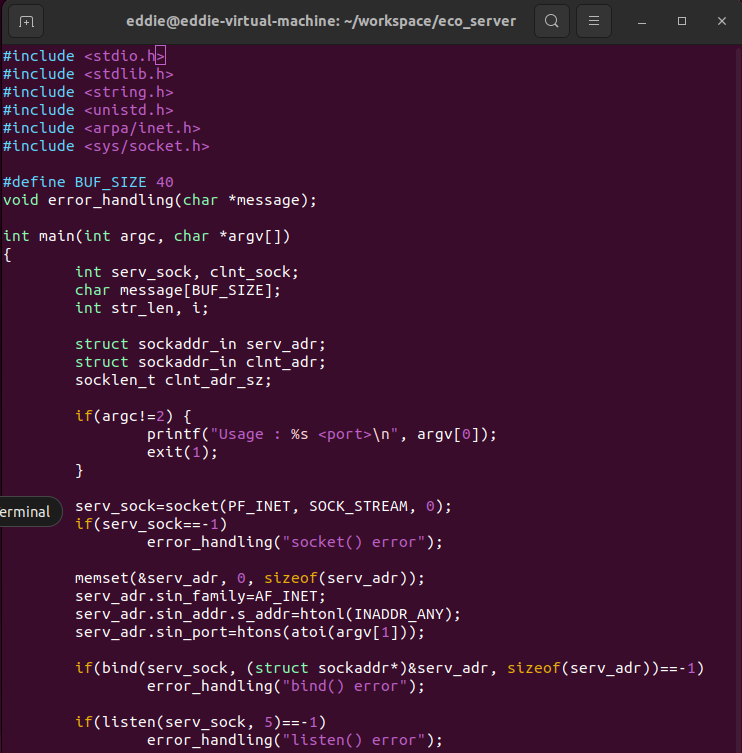 eddie@eddie-virtual-machine: ~/workspace/eco_server
#include <stdio.h>
#include <stdlib.h>
#include <string.h>
#include <unistd.h>
#include <arpa/inet.h>
#include <sys/socket.h>
#define BUF_SIZE 40
void error_handling(char *message);
int main(int argc, char *argv[])
{
int serv_sock, clnt_sock;
char message[BUF_SIZE];
int str_len, i;
struct sockaddr_in serv_adr;
struct sockaddr_in clnt_adr;
socklen_t clnt_adr_sz;
if(argc!=2) {
printf("Usage : %s <port>\n", argv[0]);
exit(1);
}
serv_sock=socket(PF_INET, SOCK_STREAM, 0);
erminal
if(serv_sock==-1)
error_handling("socket() error");
memset(&serv_adr, 0, sizeof(serv_adr));
serv_adr.sin_family=AF_INET;
serv_adr.sin_addr.s_addr=htonl(INADDR_ANY);
serv_adr.sin_port=htons(atoi(argv[1]));
if(bind(serv_sock, (struct sockaddr*)&serv_adr, sizeof(serv_adr))==-1)
error_handling("bind() error");
if(listen(serv_sock, 5)==-1)
error_handling("listen() error");